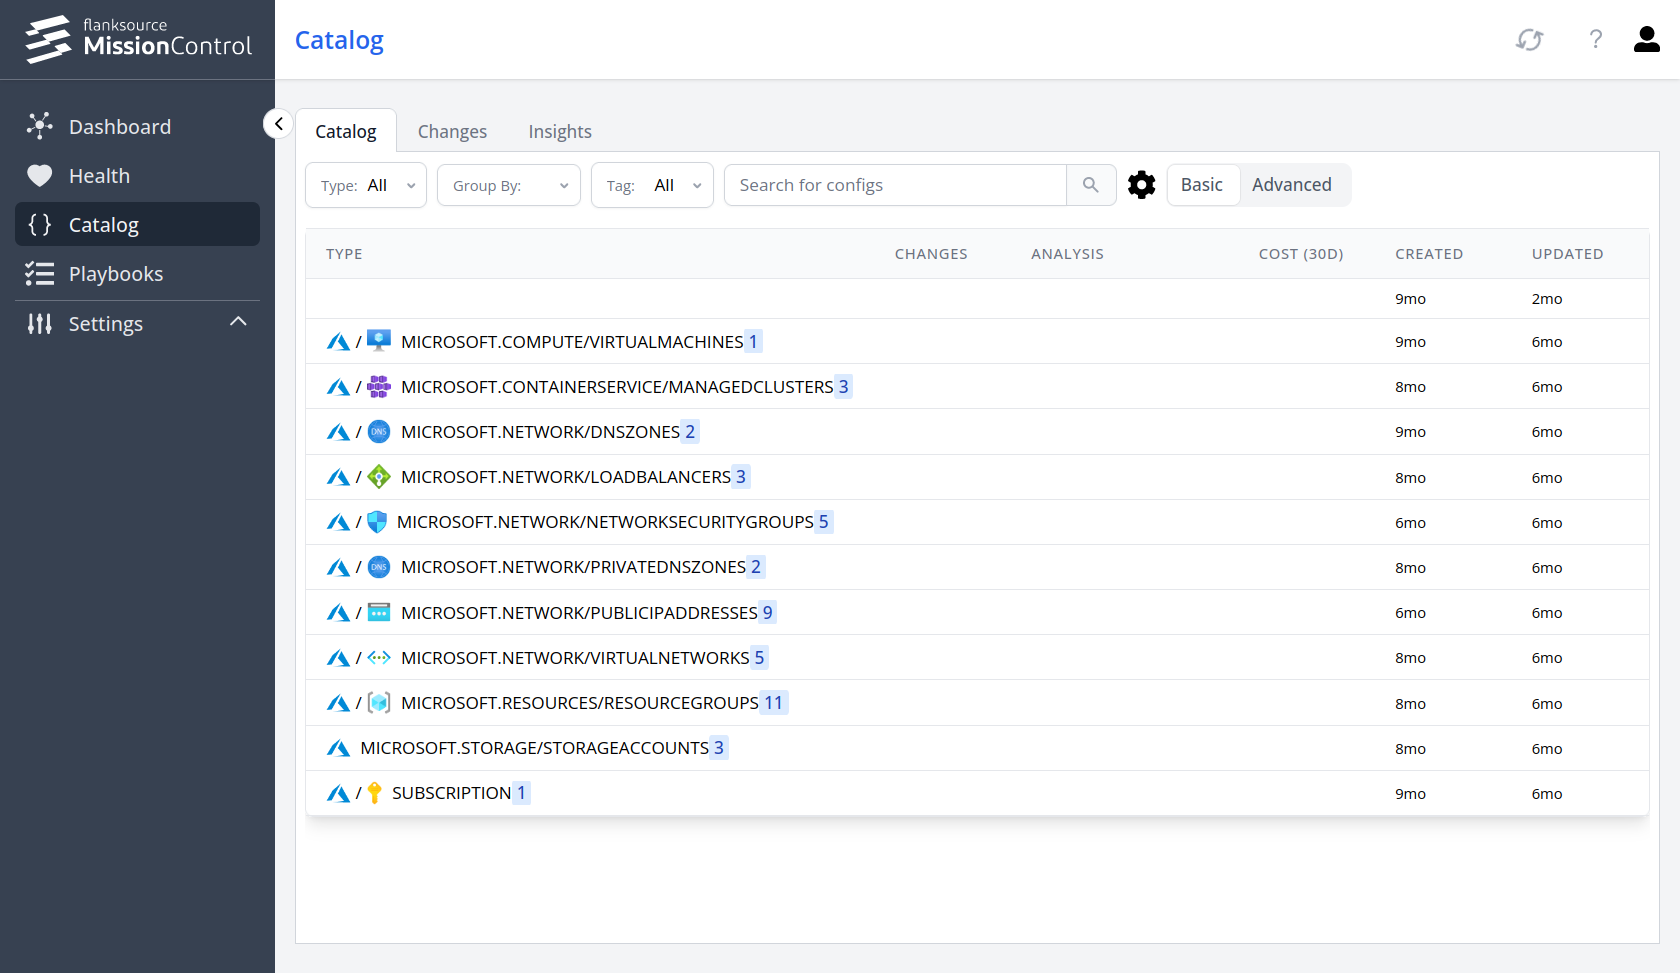 flanksource
MissionControl
Catalog
?
Dashboard
Health
Catalog
Playbooks
Settings
Catalog Changes Insights
Type: All Group By: Tag: All Search for configs Basic Advanced
TYPE CHANGES ANALYSIS COST (30D) CREATED UPDATED
9mo 2mo
/ MICROSOFT.COMPUTE/VIRTUALMACHINES 1 9mo 6mo
/ MICROSOFT.CONTAINERSERVICE/MANAGEDCLUSTERS 3 8mo 6mo
/ DNS MICROSOFT.NETWORK/DNSZONES 2 9mo 6mo
/ MICROSOFT.NETWORK/LOADBALANCERS 3 8mo 6mo
/ MICROSOFT.NETWORK/NETWORKSECURITYGROUPS 5 6mo 6mo
/ DNS MICROSOFT.NETWORK/PRIVATEDNSZONES 2 8mo 6mo
/ MICROSOFT.NETWORK/PUBLICIPADDRESSES 9 6mo 6mo
/ MICROSOFT.NETWORK/VIRTUALNETWORKS 5 8mo 6mo
/ MICROSOFT.RESOURCES/RESOURCEGROUPS 11 8mo 6mo
MICROSOFT.STORAGE/STORAGEACCOUNTS 3 8mo 6mo
/ SUBSCRIPTION 1 9mo 6mo